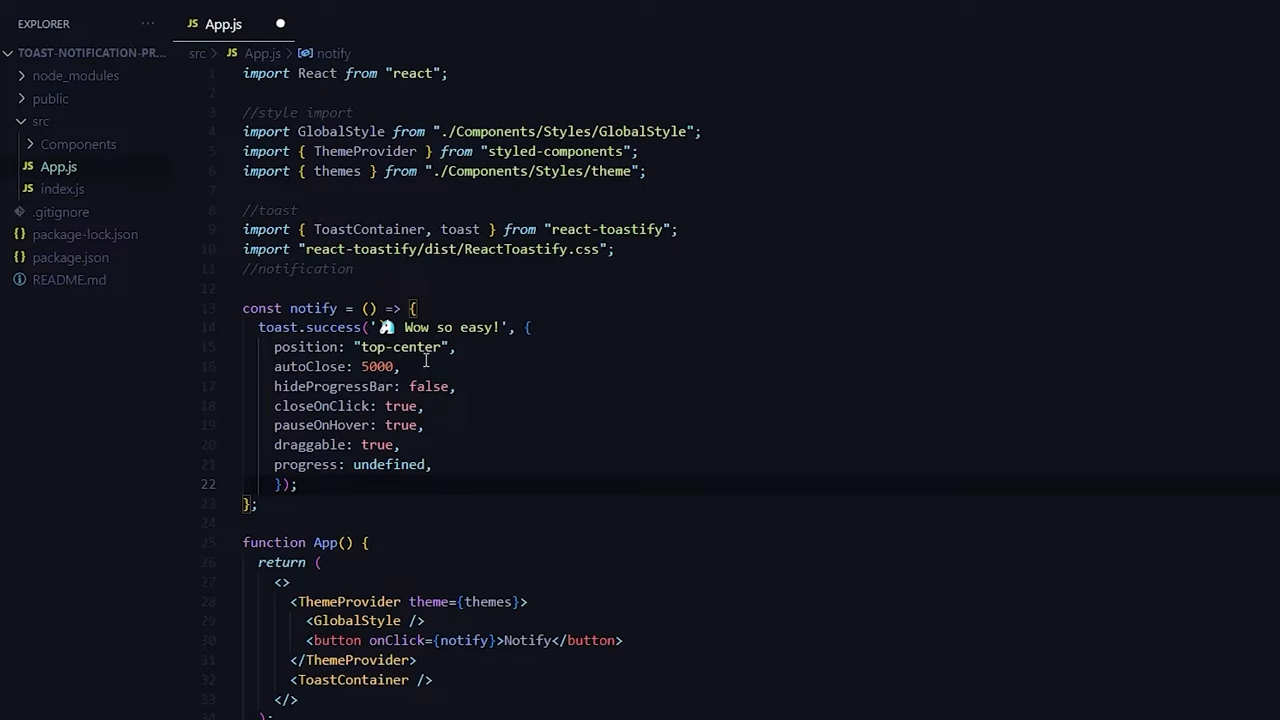 EXPLORER ...
JS App.js
TOAST-NOTIFICATION-PR...
src > JS App.js > notify
node_modules
public
src
Components
JS App.js
JS index.js
.gitignore
{} package-lock.json
{} package.json
README.md
1 import React from "react";
2
3 //style import
4 import GlobalStyle from "./Components/Styles/GlobalStyle";
5 import { ThemeProvider } from "styled-components";
6 import { themes } from "./Components/Styles/theme";
7
8 //toast
9 import { ToastContainer, toast } from "react-toastify";
10 import "react-toastify/dist/ReactToastify.css";
11 //notification
12
13 const notify = () => {
14 toast.success('🦄 Wow so easy!', {
15 position: "top-center",
16 autoClose: 5000,
17 hideProgressBar: false,
18 closeOnClick: true,
19 pauseOnHover: true,
20 draggable: true,
21 progress: undefined,
22 });
23 };
24
25 function App() {
26 return (
27 <>
28 <ThemeProvider theme={themes}>
29 <GlobalStyle />
30 <button onClick={notify}>Notify</button>
31 </ThemeProvider>
32 <ToastContainer />
33 </>
34 );